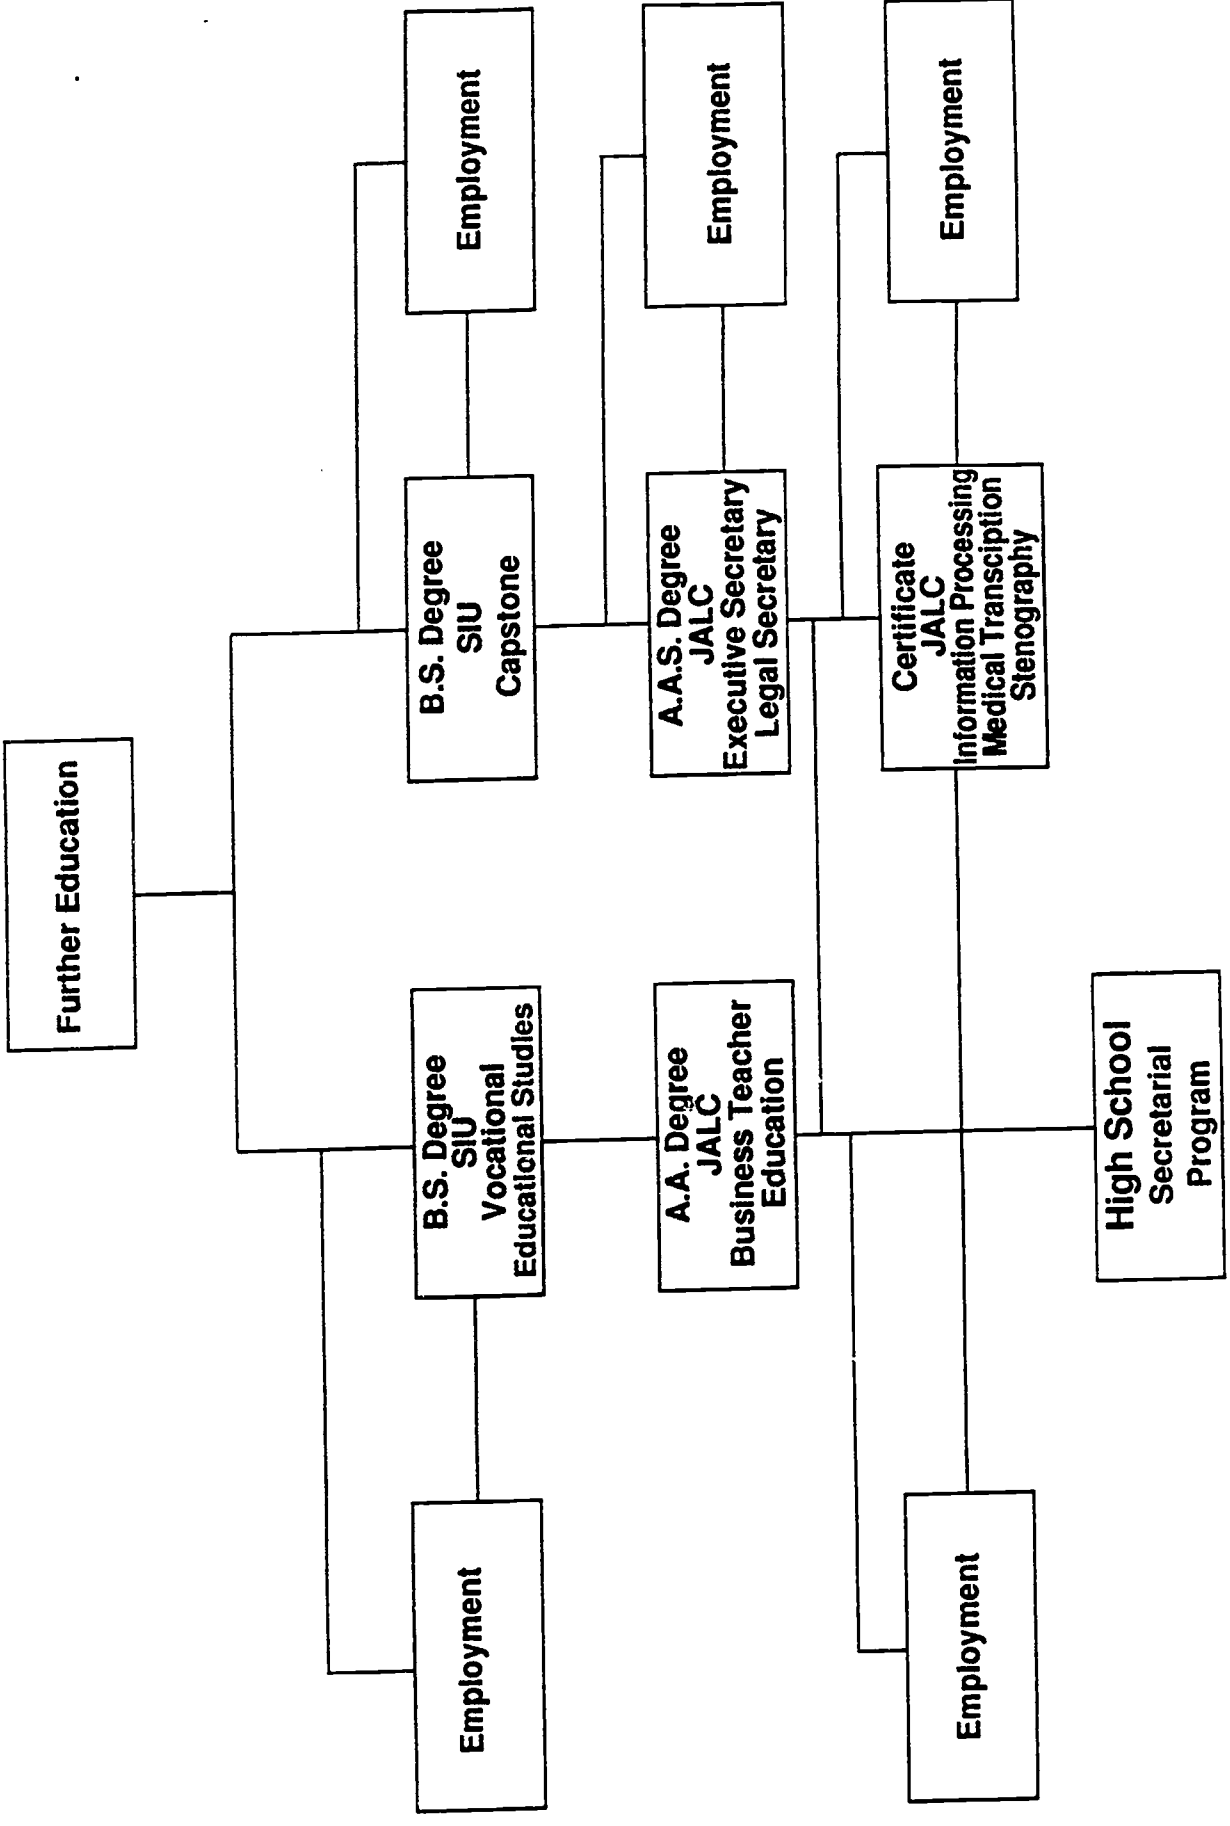 Further Education
Employment
B.S. Degree
SIU
Vocational
Educational Studies
B.S. Degree
SIU
Capstone
Employment
A.A. Degree
JALC
Business Teacher
Education
A.A.S. Degree
JALC
Executive Secretary
Legal Secretary
Employment
Employment
Certificate
JALC
Information Processing
Medical Transciption
Stenography
Employment
High School
Secretarial
Program